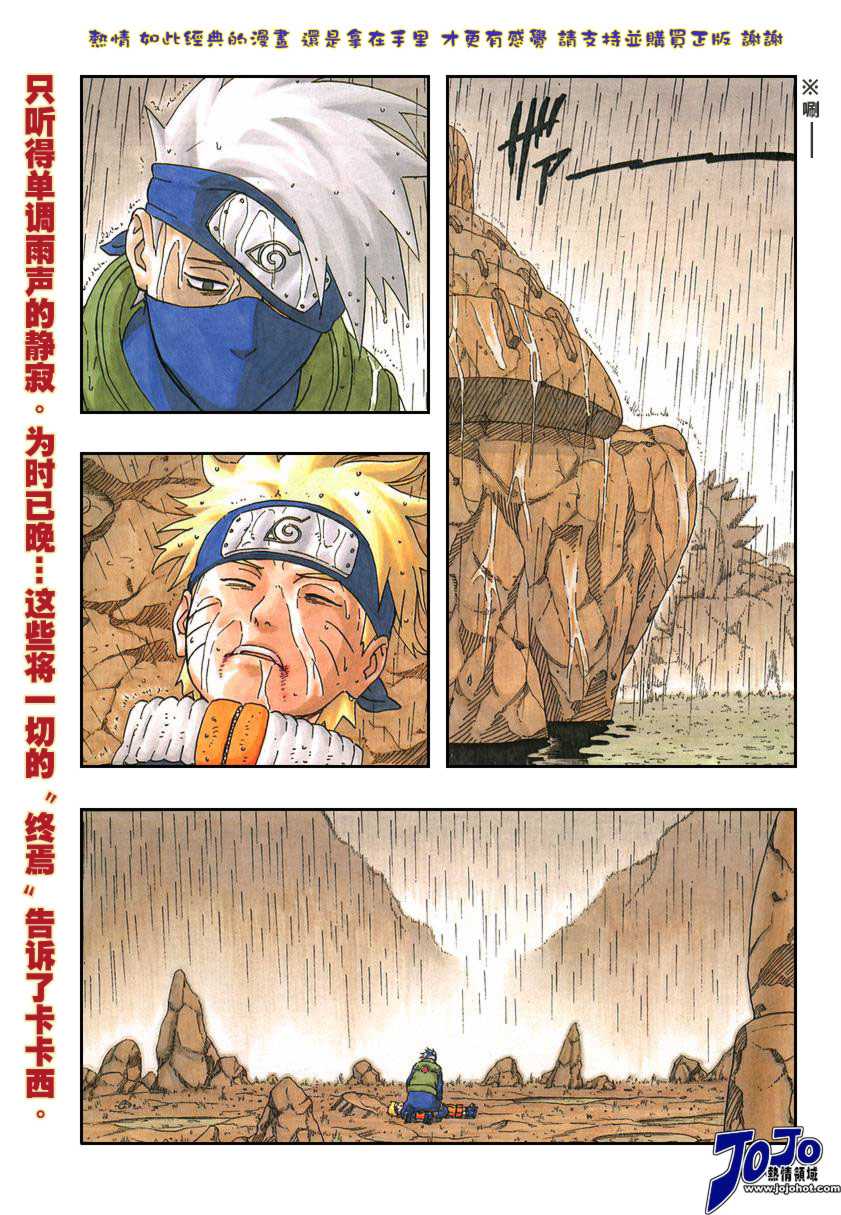 熱情 如此經典的漫畫 還是拿在手里 才更有感覺 請支持並購買正版 謝謝
※唰——
ザアア
只听得单调雨声的静寂。为时已晚…这些将一切的〝终焉〞告诉了卡卡西。
JOJO
熱情領域
www.jojohot.com